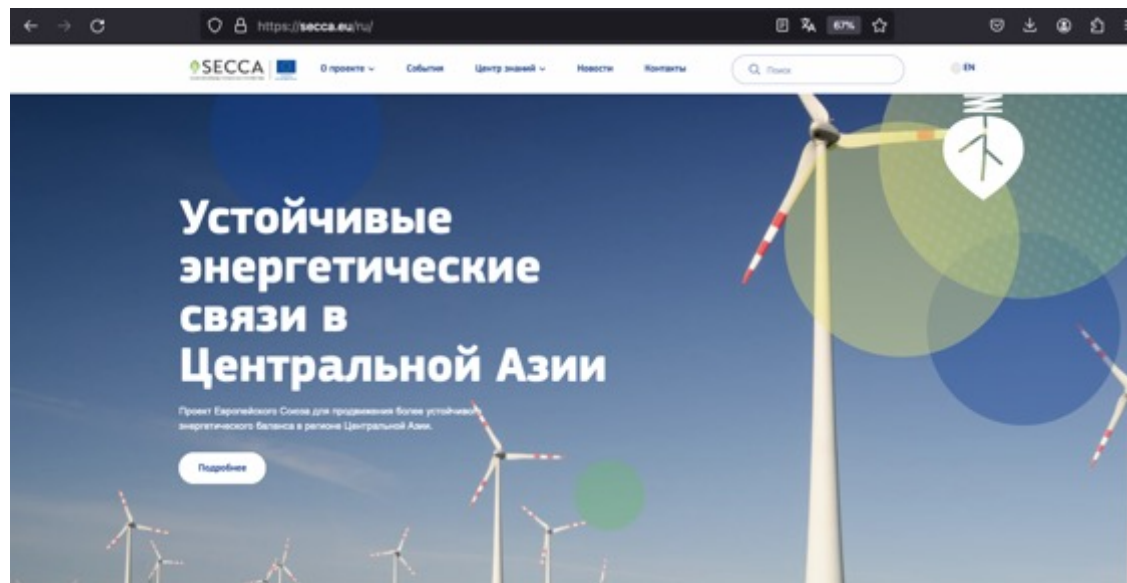 https://secca.eu/ru/
67%
SECCA
О проекте
События
Центр знаний
Новости
Контакты
Поиск
EN
Устойчивые
энергетические
связи в
Центральной Азии
Проект Европейского Союза для продвижения более устойчивого
энергетического баланса в регионе Центральной Азии.
Подробнее